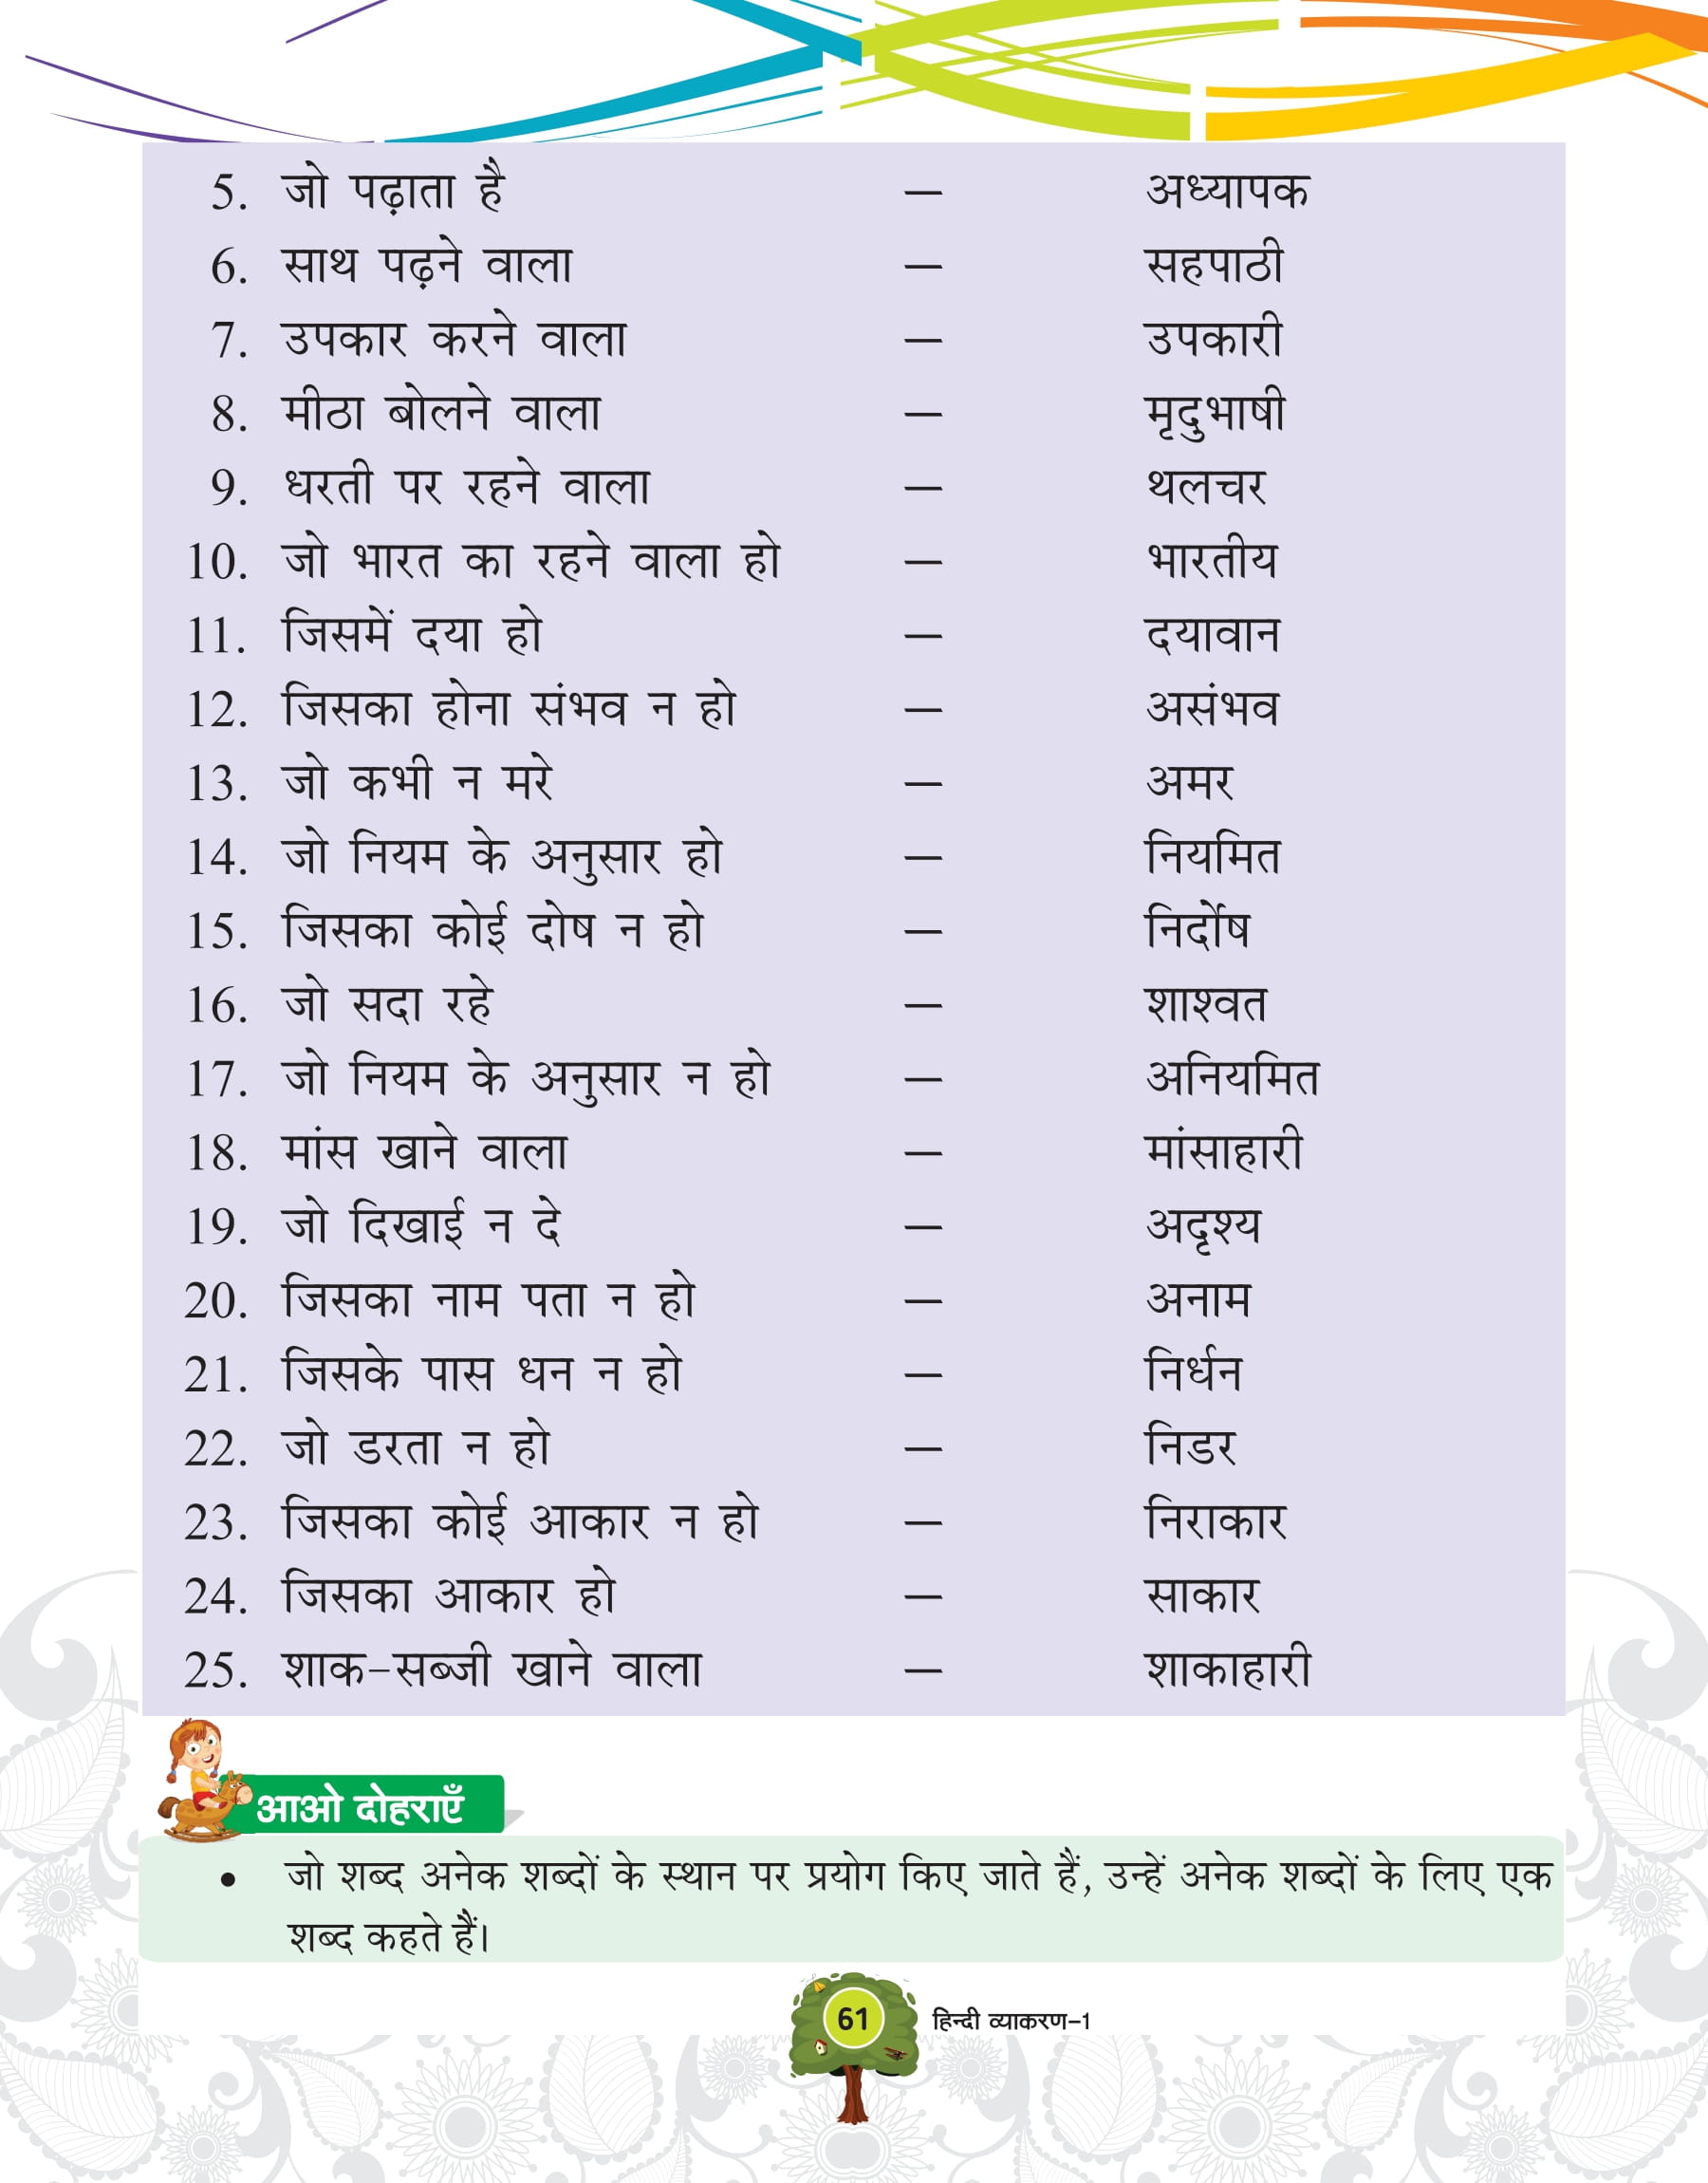 5. जो पढ़ाता है – अध्यापक
6. साथ पढ़ने वाला – सहपाठी
7. उपकार करने वाला – उपकारी
8. मीठा बोलने वाला – मृदुभाषी
9. धरती पर रहने वाला – थलचर
10. जो भारत का रहने वाला हो – भारतीय
11. जिसमें दया हो – दयावान
12. जिसका होना संभव न हो – असंभव
13. जो कभी न मरे – अमर
14. जो नियम के अनुसार हो – नियमित
15. जिसका कोई दोष न हो – निर्दोष
16. जो सदा रहे – शाश्वत
17. जो नियम के अनुसार न हो – अनियमित
18. मांस खाने वाला – मांसाहारी
19. जो दिखाई न दे – अदृश्य
20. जिसका नाम पता न हो – अनाम
21. जिसके पास धन न हो – निर्धन
22. जो डरता न हो – निडर
23. जिसका कोई आकार न हो – निराकार
24. जिसका आकार हो – साकार
25. शाक-सब्जी खाने वाला – शाकाहारी
आओ दोहराएँ
• जो शब्द अनेक शब्दों के स्थान पर प्रयोग किए जाते हैं, उन्हें अनेक शब्दों के लिए एक
शब्द कहते हैं।
61 हिन्दी व्याकरण-1